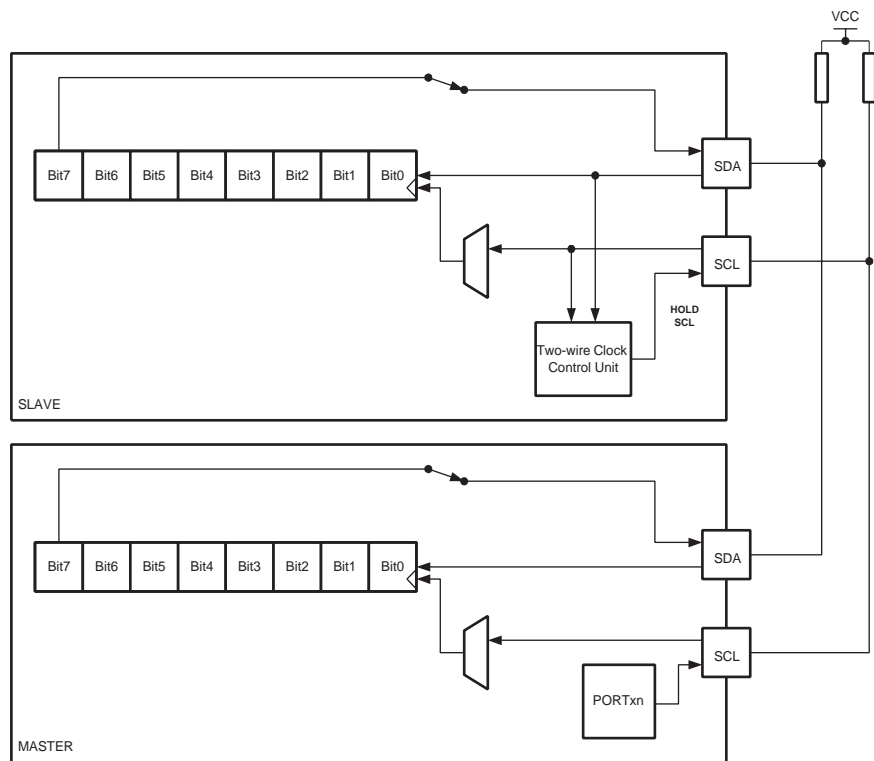 VCC
Bit7 Bit6 Bit5 Bit4 Bit3 Bit2 Bit1 Bit0
SDA
SCL
HOLD
SCL
Two-wire Clock
Control Unit
SLAVE
Bit7 Bit6 Bit5 Bit4 Bit3 Bit2 Bit1 Bit0
SDA
SCL
PORTxn
MASTER